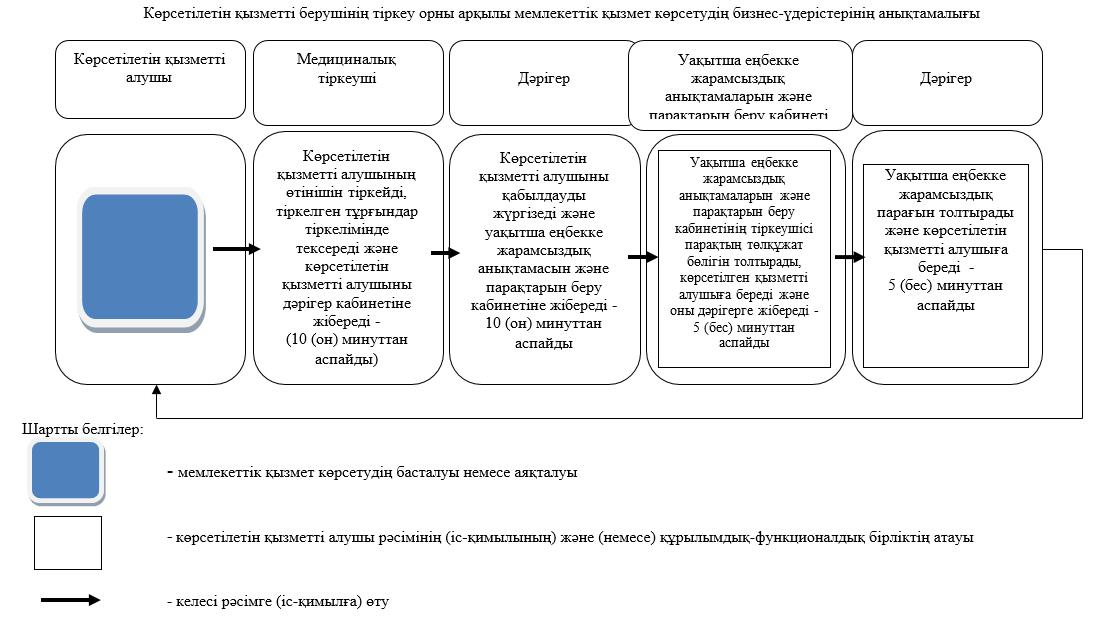 Көрсетілетін қызметті берушінің тіркеу орны арқылы мемлекеттік қызмет көрсетудің бизнес-үдерістерінің анықтамалығы
Көрсетілетін қызметті
алушы
Медициналық
тіркеуші
Дәрігер
Уақытша еңбекке
жарамсыздық
анықтамаларын және
парақтарын беру кабинеті
Дәрігер
Көрсетілетін
қызметті алушының
өтінішін тіркейді,
тіркелген тұрғындар
тіркелімінде
тексереді және
көрсетілетін
қызметті алушыны
дәрігер кабинетіне
жібереді -
(10 (он) минуттан
аспайды)
Көрсетілетін
қызметті алушыны
қабылдауды
жүргізеді және
уақытша еңбекке
жарамсыздық
анықтамасын және
парақтарын беру
кабинетіне жібереді -
10 (он) минуттан
аспайды
Уақытша еңбекке
жарамсыздық
анықтамаларын және
парақтарын беру
кабинетінің тіркеушісі
парақтың төлқұжат
бөлігін толтырады,
көрсетілген қызметті
алушыға береді және
оны дәрігерге жібереді -
5 (бес) минуттан
аспайды
Уақытша еңбекке
жарамсыздық
парағын толтырады
және көрсетілетін
қызметті алушыға
береді -
5 (бес) минуттан
аспайды
Шартты белгілер:
- мемлекеттік қызмет көрсетудің басталуы немесе аяқталуы
- көрсетілетін қызметті алушы рәсімінің (іс-қимылының) және (немесе) құрылымдық-функционалдық бірліктің атауы
- келесі рәсімге (іс-қимылға) өту